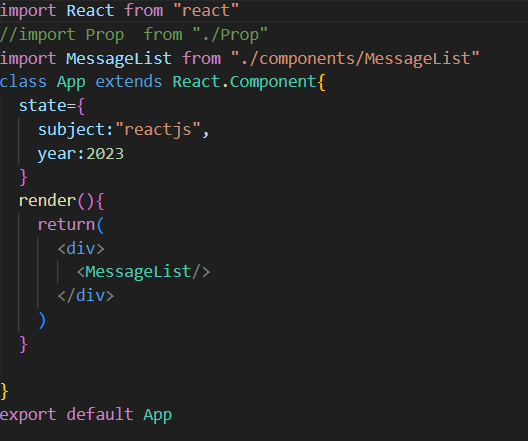 import React from "react"
//import Prop  from "./Prop"
import MessageList from "./components/MessageList"
class App extends React.Component{
  state={
    subject:"reactjs",
    year:2023
  }
  render(){
    return(
      <div>
        <MessageList/>
      </div>
    )
  }
}
export default App